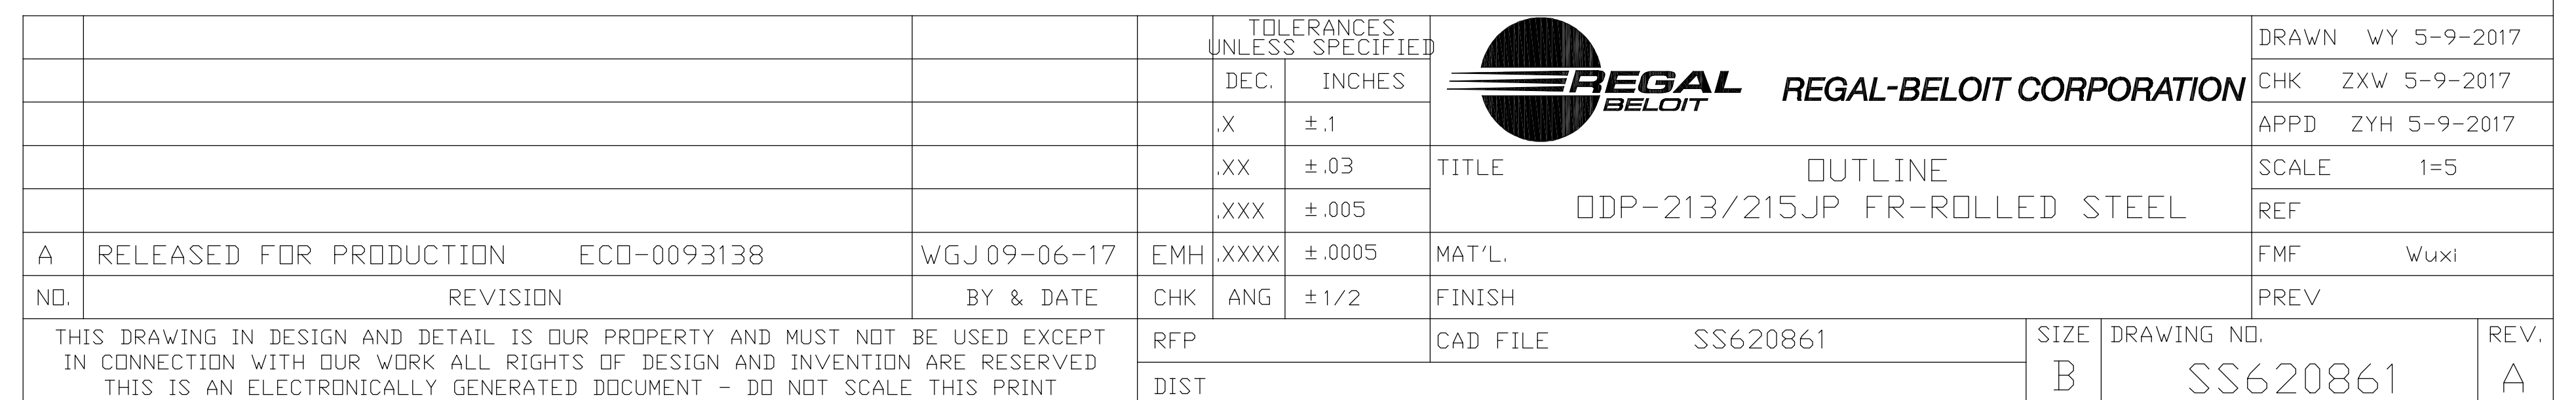 TOLERANCES
UNLESS SPECIFIED
DEC. INCHES
.X ±.1
.XX ±.03
.XXX ±.005
.XXXX ±.0005
ANG ±1/2
REGAL
BELOIT
REGAL-BELOIT CORPORATION
DRAWN WY 5-9-2017
CHK ZXW 5-9-2017
APPD ZYH 5-9-2017
TITLE OUTLINE
ODP-213/215JP FR-ROLLED STEEL
SCALE 1=5
REF
A RELEASED FOR PRODUCTION ECO-0093138 WGJ 09-06-17 EMH
MAT'L.
FMF Wuxi
NO. REVISION BY & DATE CHK
FINISH
PREV
THIS DRAWING IN DESIGN AND DETAIL IS OUR PROPERTY AND MUST NOT BE USED EXCEPT
IN CONNECTION WITH OUR WORK ALL RIGHTS OF DESIGN AND INVENTION ARE RESERVED
THIS IS AN ELECTRONICALLY GENERATED DOCUMENT - DO NOT SCALE THIS PRINT
RFP
CAD FILE SS620861
DIST
SIZE
B
DRAWING NO.
SS620861
REV.
A